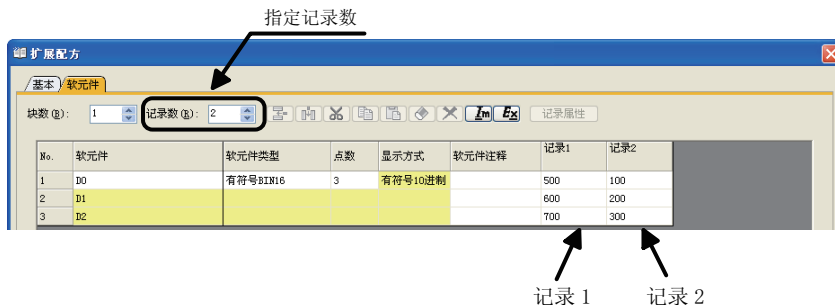 指定记录数
扩展配方
基本 软元件
块数(B): 1 记录数(R): 2 Im Ex 记录属性
No. 软元件 软元件类型 点数 显示方式 软元件注释 记录1 记录2
1 D0 有符号BIN16 3 有符号10进制 500 100
2 D1 600 200
3 D2 700 300
记录 1 记录 2